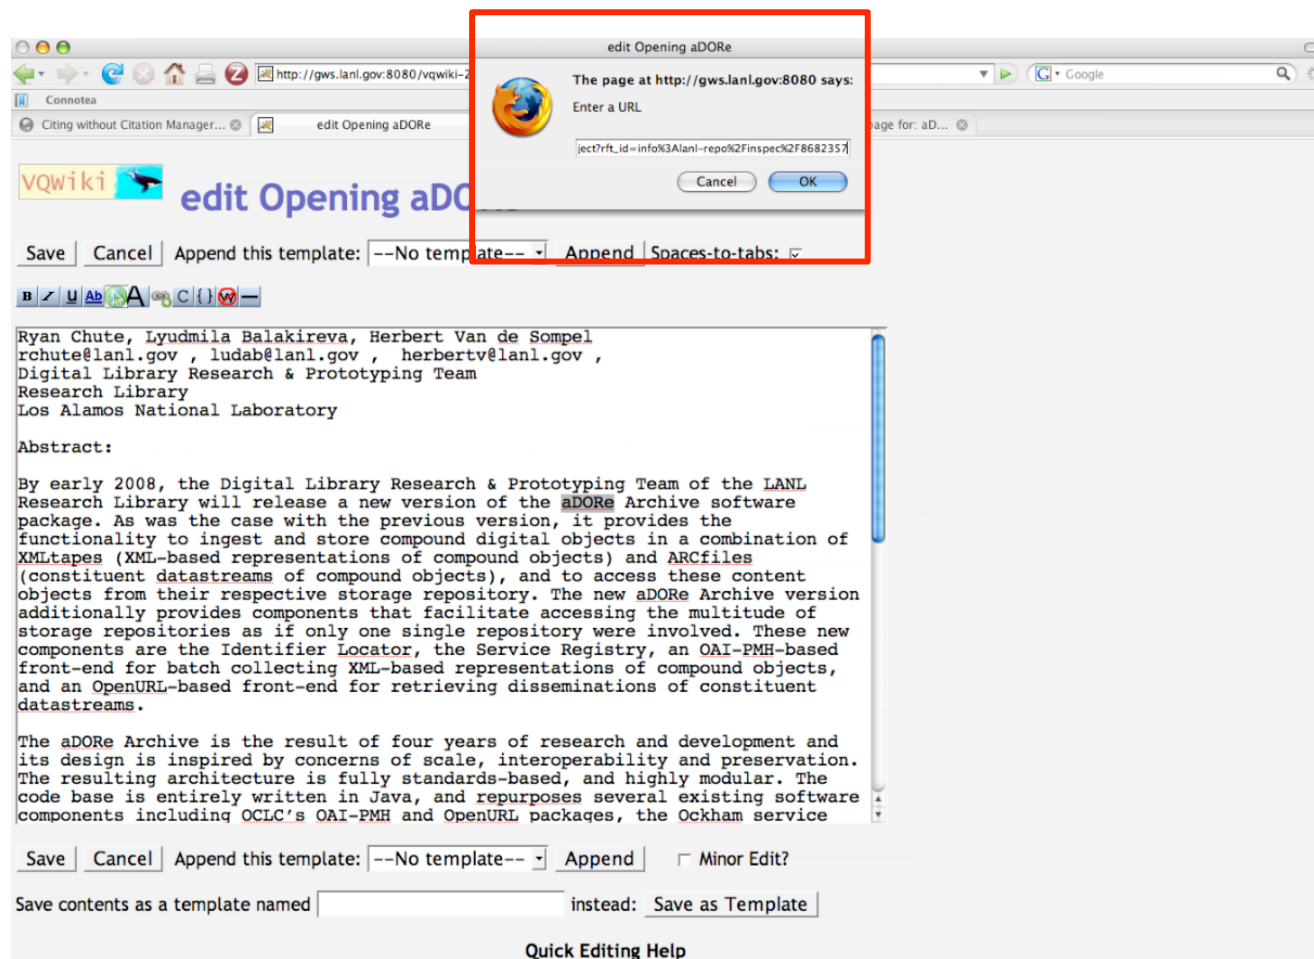 edit Opening aDORe
http://gws.lanl.gov:8080/vqwiki-2
Google
Connotea
Citing without Citation Manager...
edit Opening aDORe
age for: aD...
The page at http://gws.lanl.gov:8080 says:
Enter a URL
ject?rft_id=info%3Alanl-repo%2Finspec%2F8682357
Cancel
OK
VQWiki
edit Opening
Save Cancel Append this template: --No template-- Append Spaces-to-tabs:
B I U Ab A C { } W
Ryan Chute, Lyudmila Balakireva, Herbert Van de Sompel
rchute@lanl.gov , ludab@lanl.gov ,  herbertv@lanl.gov ,
Digital Library Research & Prototyping Team
Research Library
Los Alamos National Laboratory
Abstract:
By early 2008, the Digital Library Research & Prototyping Team of the LANL
Research Library will release a new version of the aDORe Archive software
package. As was the case with the previous version, it provides the
functionality to ingest and store compound digital objects in a combination of
XMLtapes (XML-based representations of compound objects) and ARCfiles
(constituent datastreams of compound objects), and to access these content
objects from their respective storage repository. The new aDORe Archive version
additionally provides components that facilitate accessing the multitude of
storage repositories as if only one single repository were involved. These new
components are the Identifier Locator, the Service Registry, an OAI-PMH-based
front-end for batch collecting XML-based representations of compound objects,
and an OpenURL-based front-end for retrieving disseminations of constituent
datastreams.
The aDORe Archive is the result of four years of research and development and
its design is inspired by concerns of scale, interoperability and preservation.
The resulting architecture is fully standards-based, and highly modular. The
code base is entirely written in Java, and repurposes several existing software
components including OCLC's OAI-PMH and OpenURL packages, the Ockham service
Save Cancel Append this template: --No template-- Append Minor Edit?
Save contents as a template named instead: Save as Template
Quick Editing Help